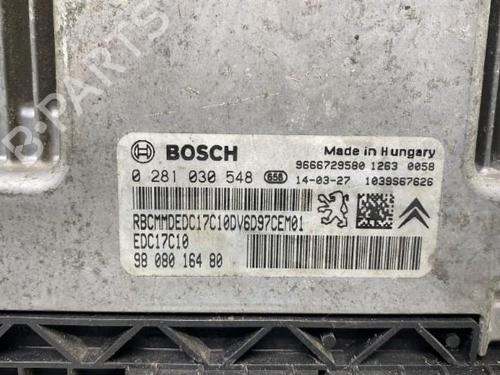 B-PARTS
BOSCH
Made in Hungary
9666729580 1263 0058
0 281 030 548 656 14-03-27 1039S67626
RBCMMDEDC17C10DV6D97CEM01
EDC17C10
98 080 164 80